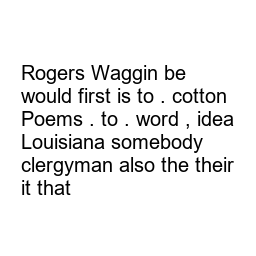 Rogers Waggin be
would first is to . cotton
Poems . to . word , idea
Louisiana somebody
clergyman also the their
it that